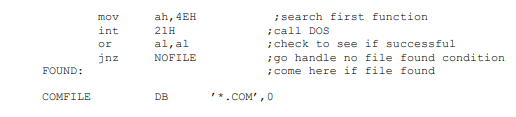 mov ah,4EH ;search first function
int 21H ;call DOS
or al,al ;check to see if successful
jnz NOFILE ;go handle no file found condition
FOUND: ;come here if file found
COMFILE DB '*.COM',0